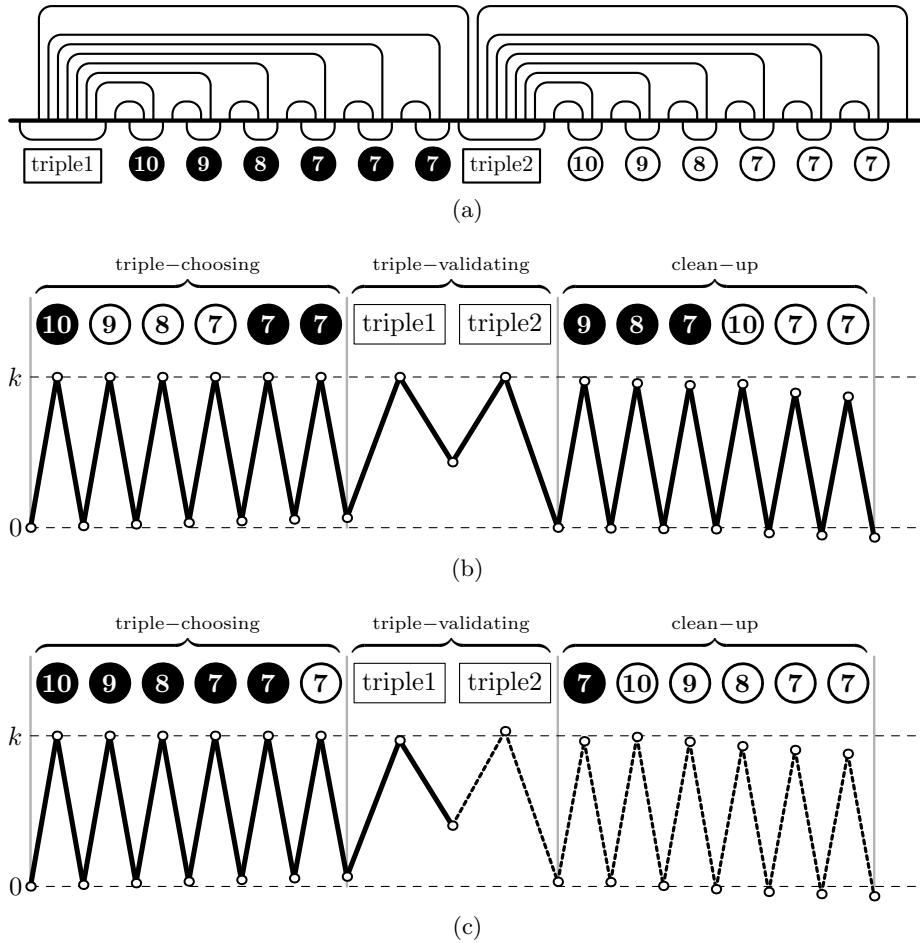 triple1 10 9 8 7 7 7 triple2 10 9 8 7 7 7
(a)
triple−choosing triple−validating clean−up
10 9 8 7 7 7 triple1 triple2 9 8 7 10 7 7
k
0
(b)
triple−choosing triple−validating clean−up
10 9 8 7 7 7 triple1 triple2 7 10 9 8 7 7
k
0
(c)